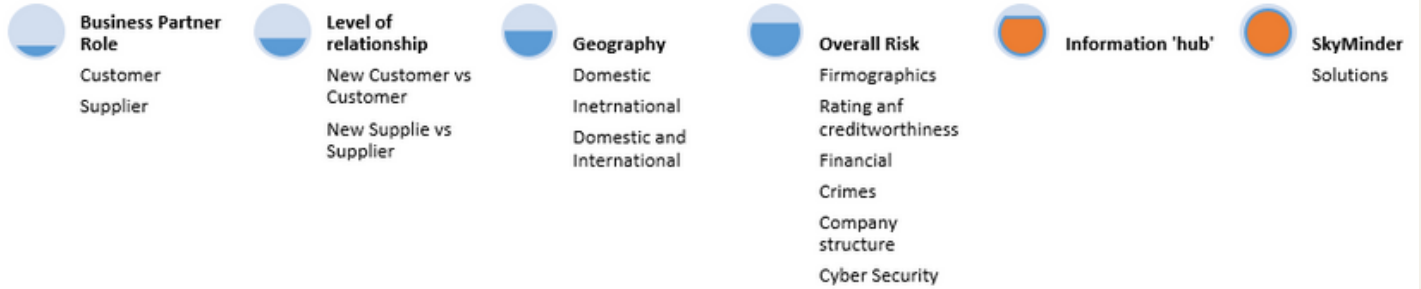 Business Partner
Role
Customer
Supplier
Level of
relationship
New Customer vs
Customer
New Supplie vs
Supplier
Geography
Domestic
Inetrnational
Domestic and
International
Overall Risk
Firmographics
Rating anf
creditworthiness
Financial
Crimes
Company
structure
Cyber Security
Information 'hub'
SkyMinder
Solutions